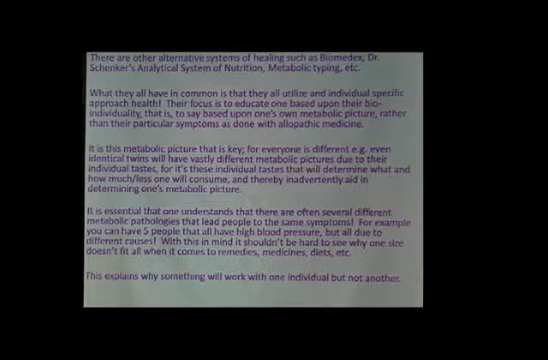 There are other alternative systems of healing such as Biomedex, Dr.
Schenker's Analytical System of Nutrition, Metabolic typing, etc.
What they all have in common is that they all utilize and individual specific
approach health! Their focus is to educate one based upon their bio-
individuality, that is, to say based upon one's own metabolic picture, rather
than their particular symptoms as done with allopathic medicine.
It is this metabolic picture that is key; for everyone is different e.g. even
identical twins will have vastly different metabolic pictures due to their
individual tastes, for it's these individual tastes that will determine what and
how much/less one will consume, and thereby inadvertently aid in
determining one's metabolic picture.
It is essential that one understands that there are often several different
metabolic pathologies that lead people to the same symptoms! For example
you can have 5 people that all have high blood pressure, but all due to
different causes! With this in mind it shouldn't be hard to see why one size
doesn't fit all when it comes to remedies, medicines, diets, etc.
This explains why something will work with one individual but not another.